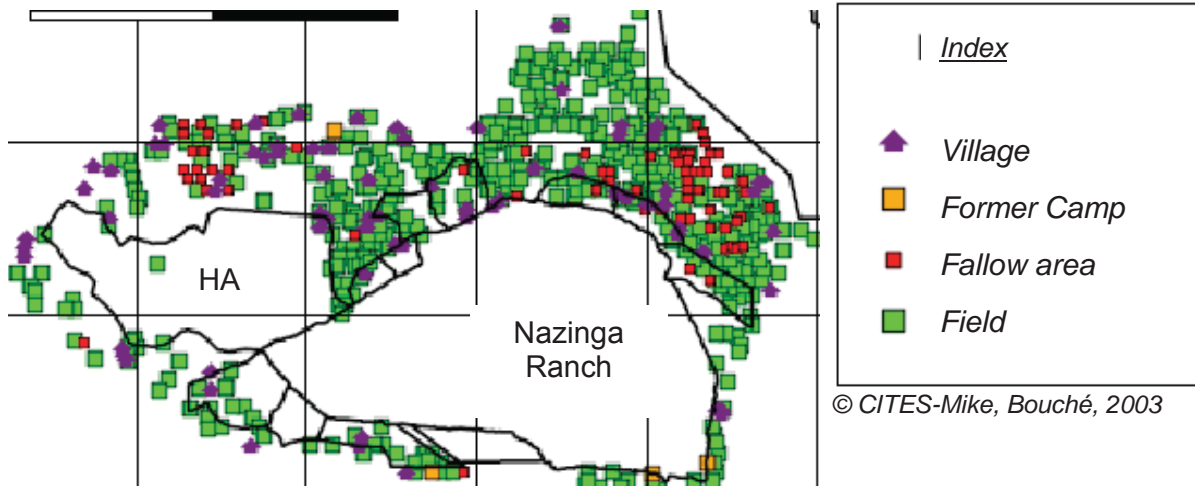 HA
Nazinga
Ranch
Index
Village
Former Camp
Fallow area
Field
© CITES-Mike, Bouché, 2003